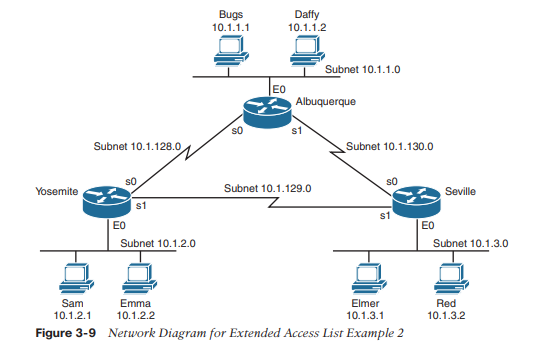 Bugs
10.1.1.1
Daffy
10.1.1.2
Subnet 10.1.1.0
E0
Albuquerque
s0
s1
Subnet 10.1.128.0
Subnet 10.1.130.0
s0
Yosemite
s1
Subnet 10.1.129.0
s0
Seville
s1
E0
Subnet 10.1.2.0
E0
Subnet 10.1.3.0
Sam
10.1.2.1
Emma
10.1.2.2
Elmer
10.1.3.1
Red
10.1.3.2
Figure 3-9 Network Diagram for Extended Access List Example 2